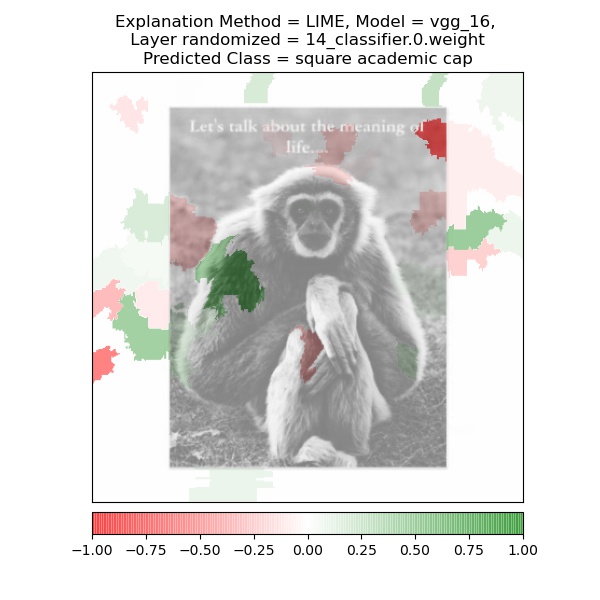 Explanation Method = LIME, Model = vgg_16,
Layer randomized = 14_classifier.0.weight
Predicted Class = square academic cap
Let's talk about the meaning of
life....
−1.00 −0.75 −0.50 −0.25 0.00 0.25 0.50 0.75 1.00